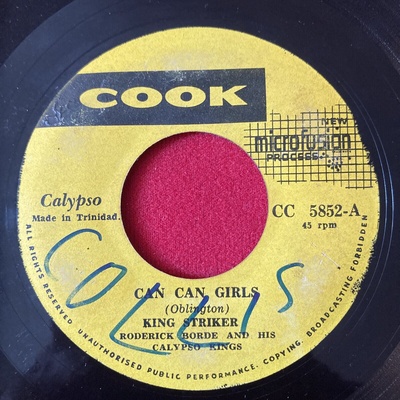 COOK
NEW
microfusion
PROCESS
Calypso
Made in Trinidad.
CC 5852-A
45 rpm
COLLIS
CAN CAN GIRLS
(Oblington)
KING STRIKER
RODERICK BORDE AND HIS
CALYPSO KINGS
ALL RIGHTS RESERVED. UNAUTHORISED PUBLIC PERFORMANCE. COPYING. BROADCASTING FORBIDDEN